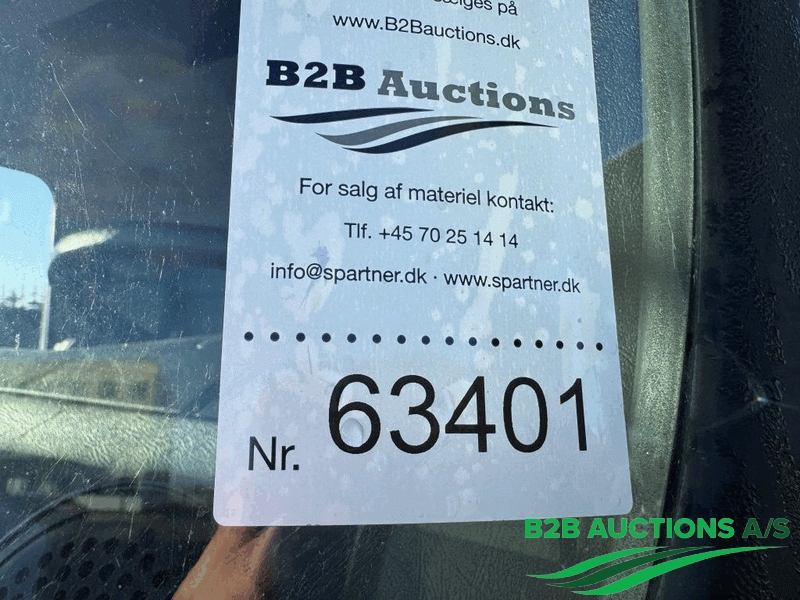 på
www.B2Bauctions.dk
B2B Auctions
For salg af materiel kontakt:
Tlf. +45 70 25 14 14
info@spartner.dk · www.spartner.dk
Nr. 63401
B2B AUCTIONS A/S